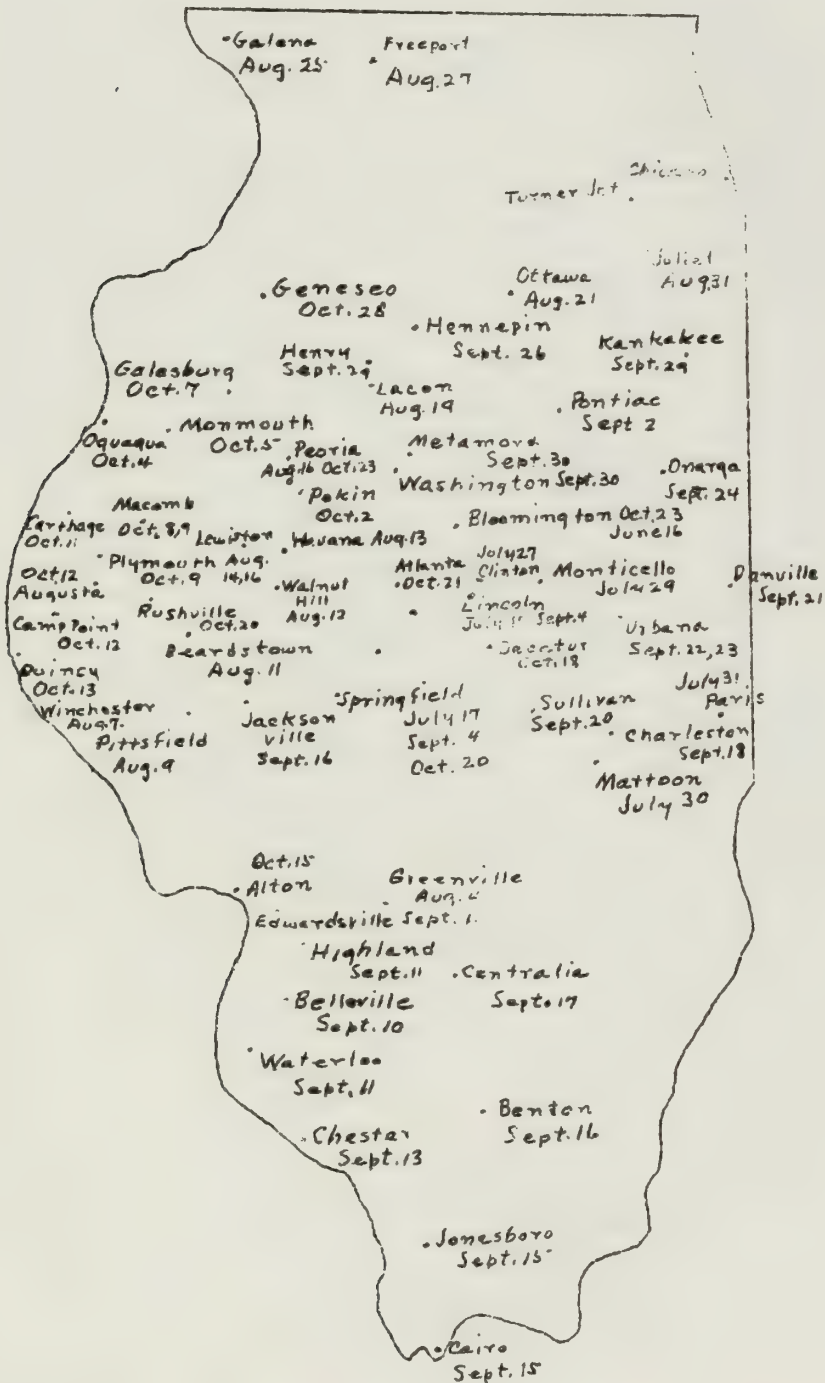 Galena
Aug. 25
Freeport
Aug. 27
Chicago
Turner Jct
Joliet
Aug. 31
Ottawa
Aug. 21
Geneseo
Oct. 28
Hennepin
Sept. 26
Kankakee
Sept. 29
Henry
Sept. 29
Galesburg
Oct. 7
Lacon
Aug. 19
Pontiac
Sept 2
Monmouth
Oct. 5
Oquaqua
Oct. 4
Peoria
Aug. 16 Oct. 23
Metamora
Sept. 30
Washington Sept. 30
Onarga
Sept. 24
Pekin
Oct. 2
Macomb
Oct. 8,9
Carthage
Oct. 11
Lewiston
Aug.
14,16
Havana Aug. 13
Bloomington Oct. 23
June 16
Plymouth
Oct. 9
Oct. 12
Augusta
Walnut
Hill
Aug. 12
Atlanta
Oct. 21
July 27
Clinton
Monticello
July 29
Danville
Sept. 21
Rushville
Oct. 20
Camp Point
Oct. 12
Lincoln
July Sept. 4
Urbana
Sept. 22, 23
Beardstown
Aug. 11
Decatur
Oct. 18
Quincy
Oct. 13
July 31
Paris
Winchester
Aug. 7
Springfield
July 17
Sept. 4
Oct. 20
Sullivan
Sept. 20
Jackson
ville
Sept. 16
Pittsfield
Aug. 9
Charleston
Sept. 18
Mattoon
July 30
Oct. 15
Alton
Greenville
Aug.
Edwardsville Sept. 1
Highland
Sept. 11
Centralia
Sept. 17
Belleville
Sept. 10
Waterloo
Sept. 11
Benton
Sept. 16
Chester
Sept. 13
Jonesboro
Sept. 15
Cairo
Sept. 15